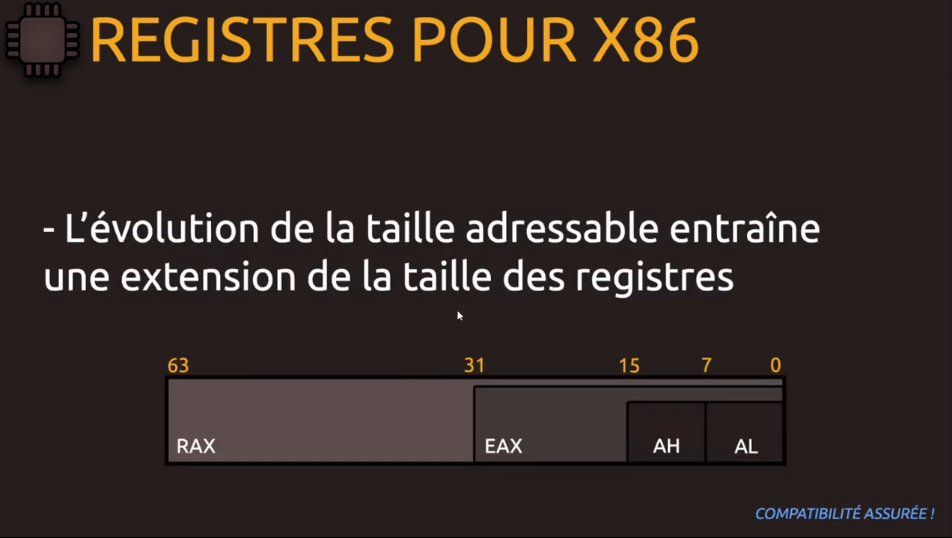 REGISTRES POUR X86
- L'évolution de la taille adressable entraîne
une extension de la taille des registres
63 31 15 7 0
RAX EAX AH AL
COMPATIBILITÉ ASSURÉE !